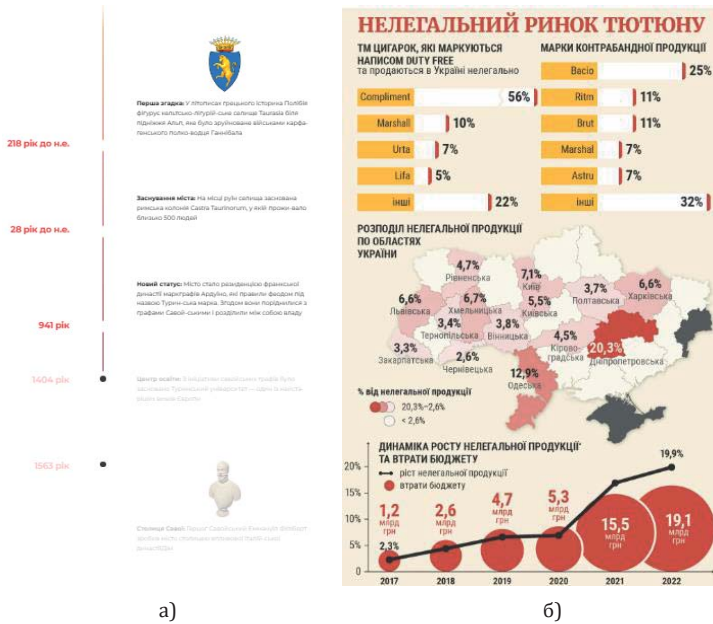 Перша згадка: У літописах грецького історика Полібія
фігурує кельтсько-лігурій-ське селище Taurasia біля
підніжжя Альп, яке було зруйноване військами карфа-
генського полко-водця Ганнібала
218 рік до н.е.
Заснування міста: На місці руїн селища заснована
римська колонія Castra Taurinorum, у якій прожи-вало
близько 500 людей
28 рік до н.е.
Новий статус: Місто стало резиденцією франкської
династії маркграфів Ардуїно, які правили феодом під
назвою Турин-ська марка. Згодом вони поріднилися з
графами Савой-ськими і розділили між собою владу
941 рік
1404 рік
Центр освіти: З ініціативи савойських графів було
1563 рік
а)
НЕЛЕГАЛЬНИЙ РИНОК ТЮТЮНУ
ТМ ЦИГАРОК, ЯКІ МАРКУЮТЬСЯ
НАПИСОМ DUTY FREE
та продаються в Україні нелегально
Compliment 56%
Marshall 10%
Urta 7%
Lifa 5%
інші 22%
МАРКИ КОНТРАБАНДНОЇ ПРОДУКЦІЇ
Bacio 25%
Ritm 11%
Brut 11%
Marshal 7%
Astru 7%
інші 32%
РОЗПОДІЛ НЕЛЕГАЛЬНОЇ ПРОДУКЦІЇ
ПО ОБЛАСТЯХ
УКРАЇНИ
4,7%
Рівненська
7,1%
Київ
6,6%
Львівська
6,7%
Хмельницька
5,5%
Київська
3,7%
Полтавська
6,6%
Харківська
3,4%
Тернопільська
3,8%
Вінницька
4,5%
Кірово-
градська
20,3%
Дніпропетровська
3,3%
Закарпатська
2,6%
Чернівецька
12,9%
Одеська
% від нелегальної продукції
20,3%–2,6%
< 2,6%
ДИНАМІКА РОСТУ НЕЛЕГАЛЬНОЇ ПРОДУКЦІЇ
ТА ВТРАТИ БЮДЖЕТУ
ріст нелегальної продукції
втрати бюджету
20%
15%
10%
5%
0
1,2
млрд
грн
2,3%
2,6
млрд
грн
4,7
млрд
грн
5,3
млрд
грн
15,5
млрд
грн
19,9%
19,1
млрд
грн
2017 2018 2019 2020 2021 2022
б)